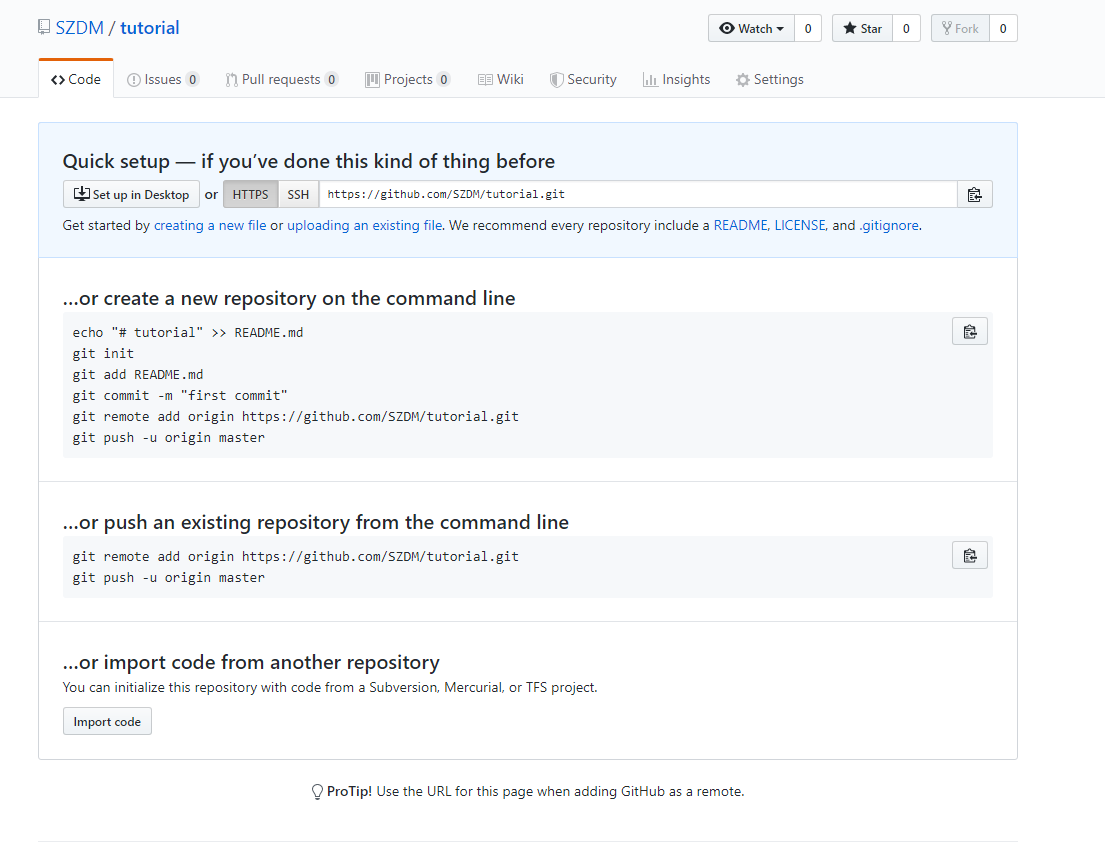 SZDM / tutorial
Watch 0 Star 0 Fork 0
Code Issues 0 Pull requests 0 Projects 0 Wiki Security Insights Settings
Quick setup — if you’ve done this kind of thing before
Set up in Desktop or HTTPS SSH https://github.com/SZDM/tutorial.git
Get started by creating a new file or uploading an existing file. We recommend every repository include a README, LICENSE, and .gitignore.
…or create a new repository on the command line
echo "# tutorial" >> README.md
git init
git add README.md
git commit -m "first commit"
git remote add origin https://github.com/SZDM/tutorial.git
git push -u origin master
…or push an existing repository from the command line
git remote add origin https://github.com/SZDM/tutorial.git
git push -u origin master
…or import code from another repository
You can initialize this repository with code from a Subversion, Mercurial, or TFS project.
Import code
ProTip! Use the URL for this page when adding GitHub as a remote.